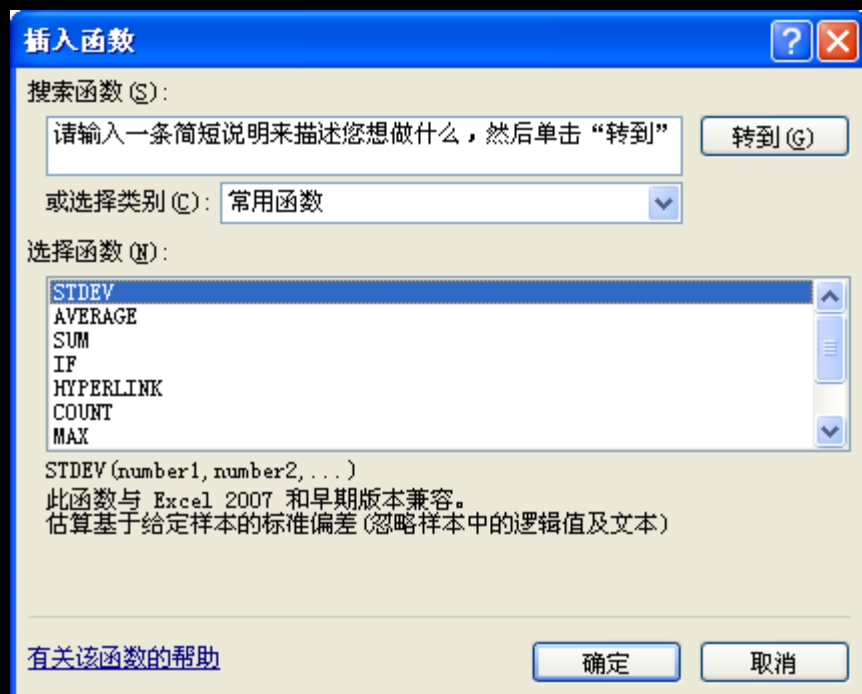 插入函数
搜索函数(S):
请输入一条简短说明来描述您想做什么，然后单击“转到”
转到(G)
或选择类别(C): 常用函数
选择函数(N):
STDEV
AVERAGE
SUM
IF
HYPERLINK
COUNT
MAX
STDEV(number1,number2,...)
此函数与 Excel 2007 和早期版本兼容。
估算基于给定样本的标准偏差(忽略样本中的逻辑值及文本)
有关该函数的帮助
确定
取消